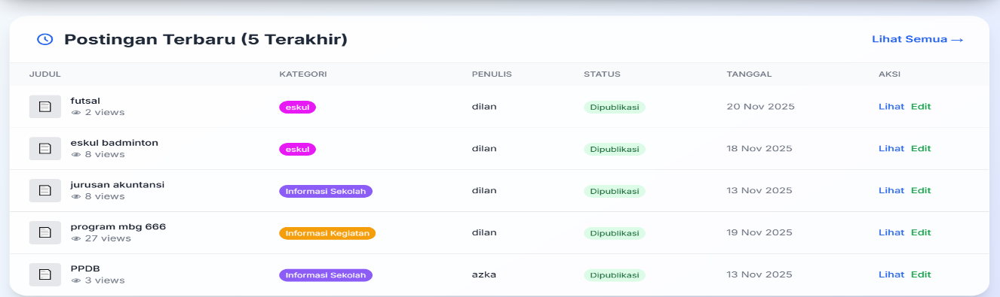 Postingan Terbaru (5 Terakhir)
Lihat Semua →
JUDUL KATEGORI PENULIS STATUS TANGGAL AKSI
futsal
2 views
eskul dilan Dipublikasi 20 Nov 2025 Lihat Edit
eskul badminton
8 views
eskul dilan Dipublikasi 18 Nov 2025 Lihat Edit
jurusan akuntansi
8 views
Informasi Sekolah dilan Dipublikasi 13 Nov 2025 Lihat Edit
program mbg 666
27 views
Informasi Kegiatan dilan Dipublikasi 19 Nov 2025 Lihat Edit
PPDB
3 views
Informasi Sekolah azka Dipublikasi 13 Nov 2025 Lihat Edit